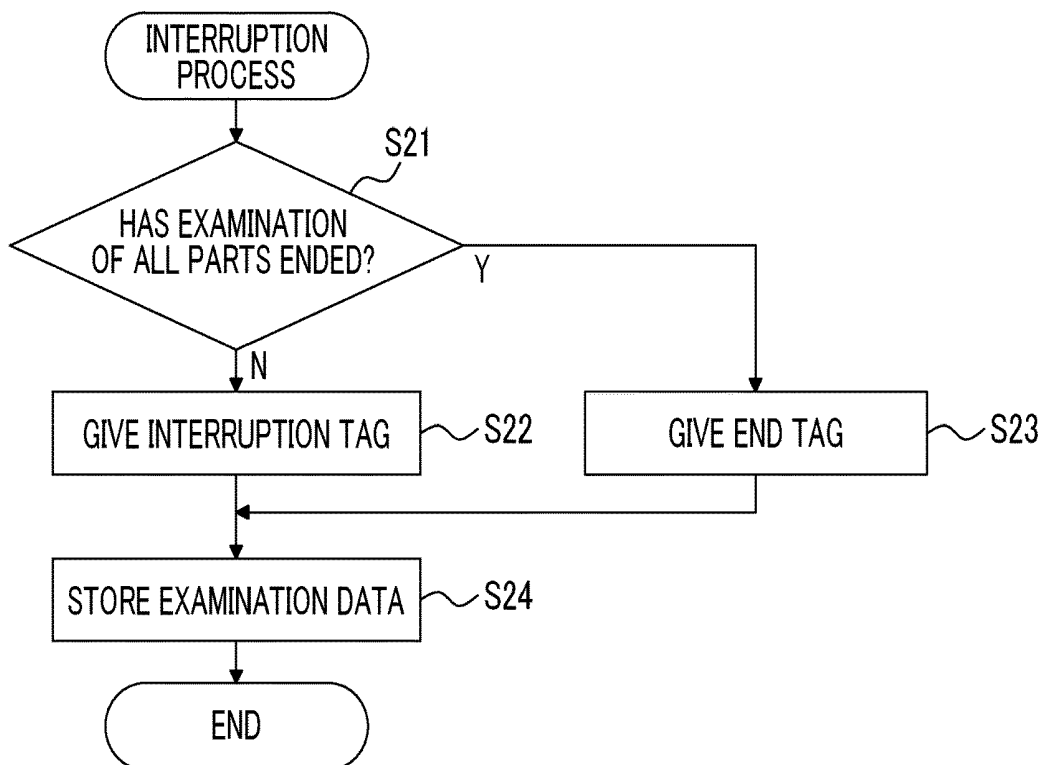 INTERRUPTION
PROCESS
S21
HAS EXAMINATION
OF ALL PARTS ENDED?
Y
N
GIVE INTERRUPTION TAG
S22
GIVE END TAG
S23
STORE EXAMINATION DATA
S24
END